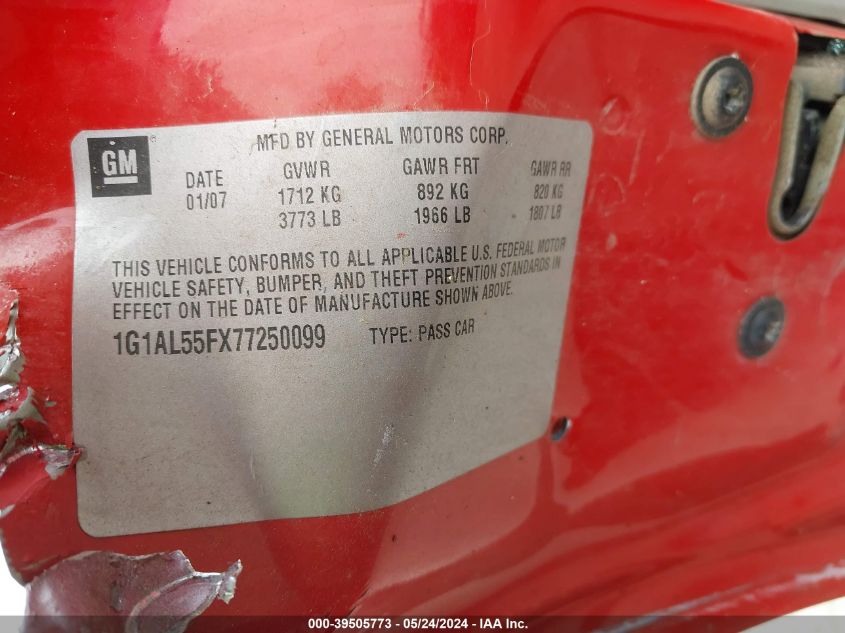 MFD BY GENERAL MOTORS CORP.
GM
DATE GVWR GAWR FRT GAWR RR
01/07 1712 KG 892 KG 820 KG
3773 LB 1966 LB 1807 LB
THIS VEHICLE CONFORMS TO ALL APPLICABLE U.S. FEDERAL MOTOR
VEHICLE SAFETY, BUMPER, AND THEFT PREVENTION STANDARDS IN
EFFECT ON THE DATE OF MANUFACTURE SHOWN ABOVE.
1G1AL55FX77250099 TYPE: PASS CAR
000-39505773 - 05/24/2024 - IAA Inc.